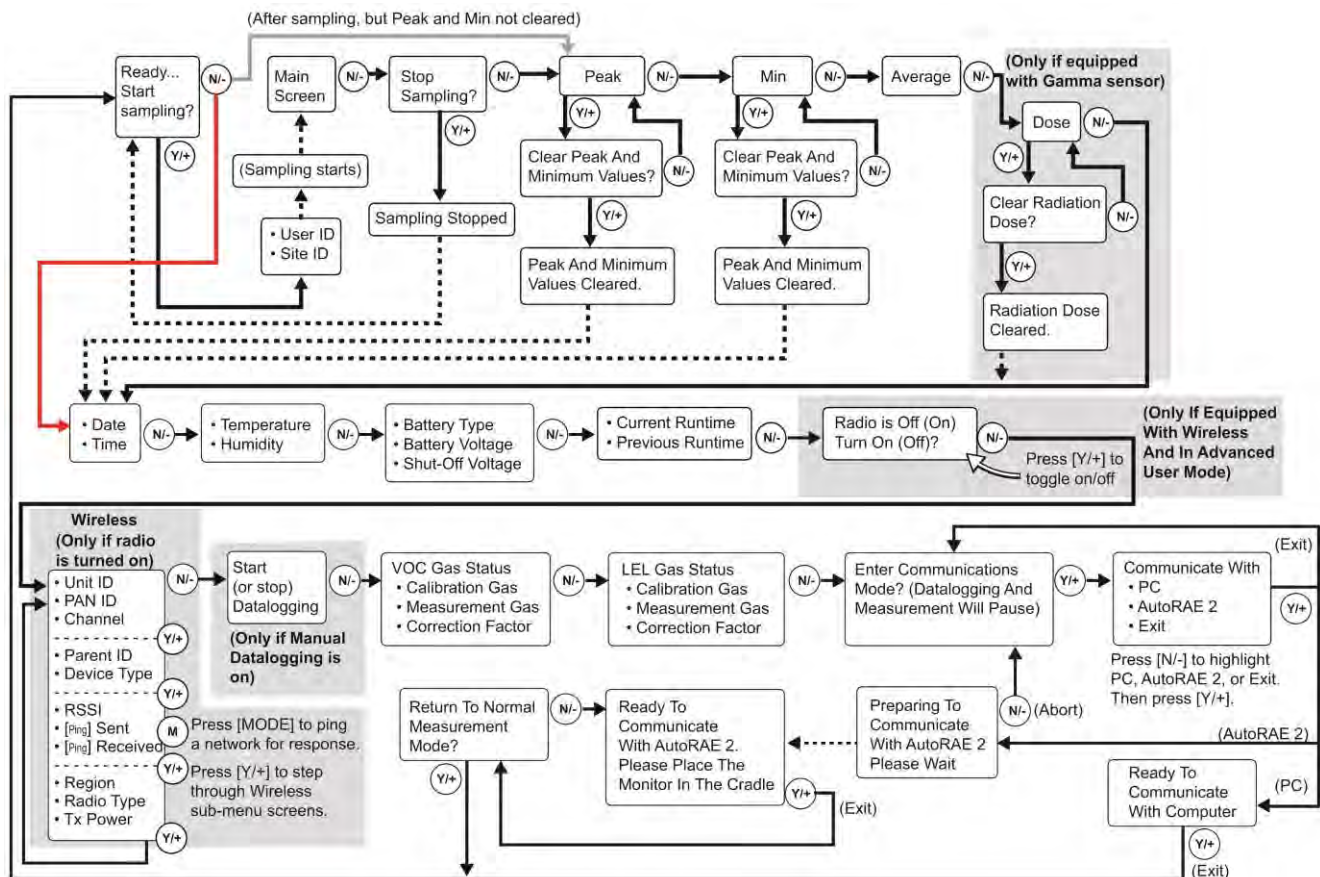 (After sampling, but Peak and Min not cleared)
Ready...
Start
sampling?
N/-
Y/+
Main
Screen
N/-
(Sampling starts)
• User ID
• Site ID
Stop
Sampling?
N/-
Y/+
Sampling Stopped
Peak
N/-
Y/+
Clear Peak And
Minimum Values?
N/-
Y/+
Peak And Minimum
Values Cleared.
Min
N/-
Y/+
Clear Peak And
Minimum Values?
N/-
Y/+
Peak And Minimum
Values Cleared.
Average
N/-
(Only if equipped
with Gamma sensor)
Dose
N/-
Y/+
Clear Radiation
Dose?
N/-
Y/+
Radiation Dose
Cleared.
• Date
• Time
N/-
• Temperature
• Humidity
N/-
• Battery Type
• Battery Voltage
• Shut-Off Voltage
N/-
• Current Runtime
• Previous Runtime
N/-
Radio is Off (On)
Turn On (Off)?
N/-
Press [Y/+] to
toggle on/off
(Only If Equipped
With Wireless
And In Advanced
User Mode)
Wireless
(Only if radio
is turned on)
• Unit ID
• PAN ID
• Channel
N/-
Y/+
• Parent ID
• Device Type
Y/+
• RSSI
• [Ping] Sent
• [Ping] Received
M
Press [MODE] to ping
a network for response.
Y/+
Press [Y/+] to step
through Wireless
sub-menu screens.
• Region
• Radio Type
• Tx Power
Y/+
Start
(or stop)
Datalogging
N/-
(Only if Manual
Datalogging is
on)
VOC Gas Status
• Calibration Gas
• Measurement Gas
• Correction Factor
N/-
LEL Gas Status
• Calibration Gas
• Measurement Gas
• Correction Factor
N/-
Enter Communications
Mode? (Datalogging And
Measurement Will Pause)
Y/+
Communicate With
• PC
• AutoRAE 2
• Exit
(Exit)
Y/+
Press [N/-] to highlight
PC, AutoRAE 2, or Exit.
Then press [Y/+].
(AutoRAE 2)
(PC)
Return To Normal
Measurement
Mode?
N/-
Y/+
Ready To
Communicate
With AutoRAE 2.
Please Place The
Monitor In The Cradle
Y/+
(Exit)
Preparing To
Communicate
With AutoRAE 2
Please Wait
N/-
(Abort)
Ready To
Communicate
With Computer
Y/+
(Exit)